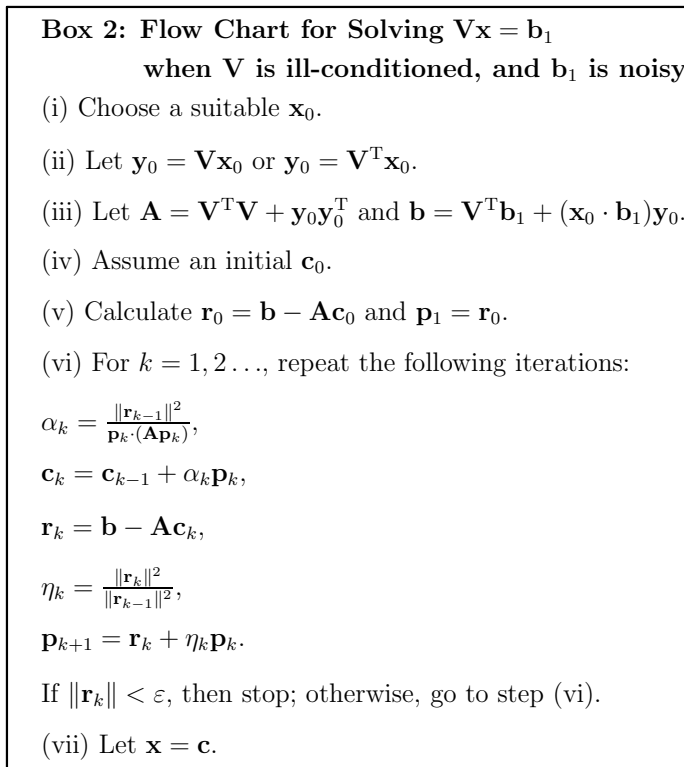 Box 2: Flow Chart for Solving Vx = b₁
when V is ill-conditioned, and b₁ is noisy
(i) Choose a suitable x₀.
(ii) Let y₀ = Vx₀ or y₀ = Vᵀx₀.
(iii) Let A = VᵀV + y₀y₀ᵀ and b = Vᵀb₁ + (x₀ · b₁)y₀.
(iv) Assume an initial c₀.
(v) Calculate r₀ = b − Ac₀ and p₁ = r₀.
(vi) For k = 1, 2 . . ., repeat the following iterations:
αₖ = ‖rₖ₋₁‖² / pₖ·(Apₖ),
cₖ = cₖ₋₁ + αₖpₖ,
rₖ = b − Acₖ,
ηₖ = ‖rₖ‖² / ‖rₖ₋₁‖²,
pₖ₊₁ = rₖ + ηₖpₖ.
If ‖rₖ‖ < ε, then stop; otherwise, go to step (vi).
(vii) Let x = c.